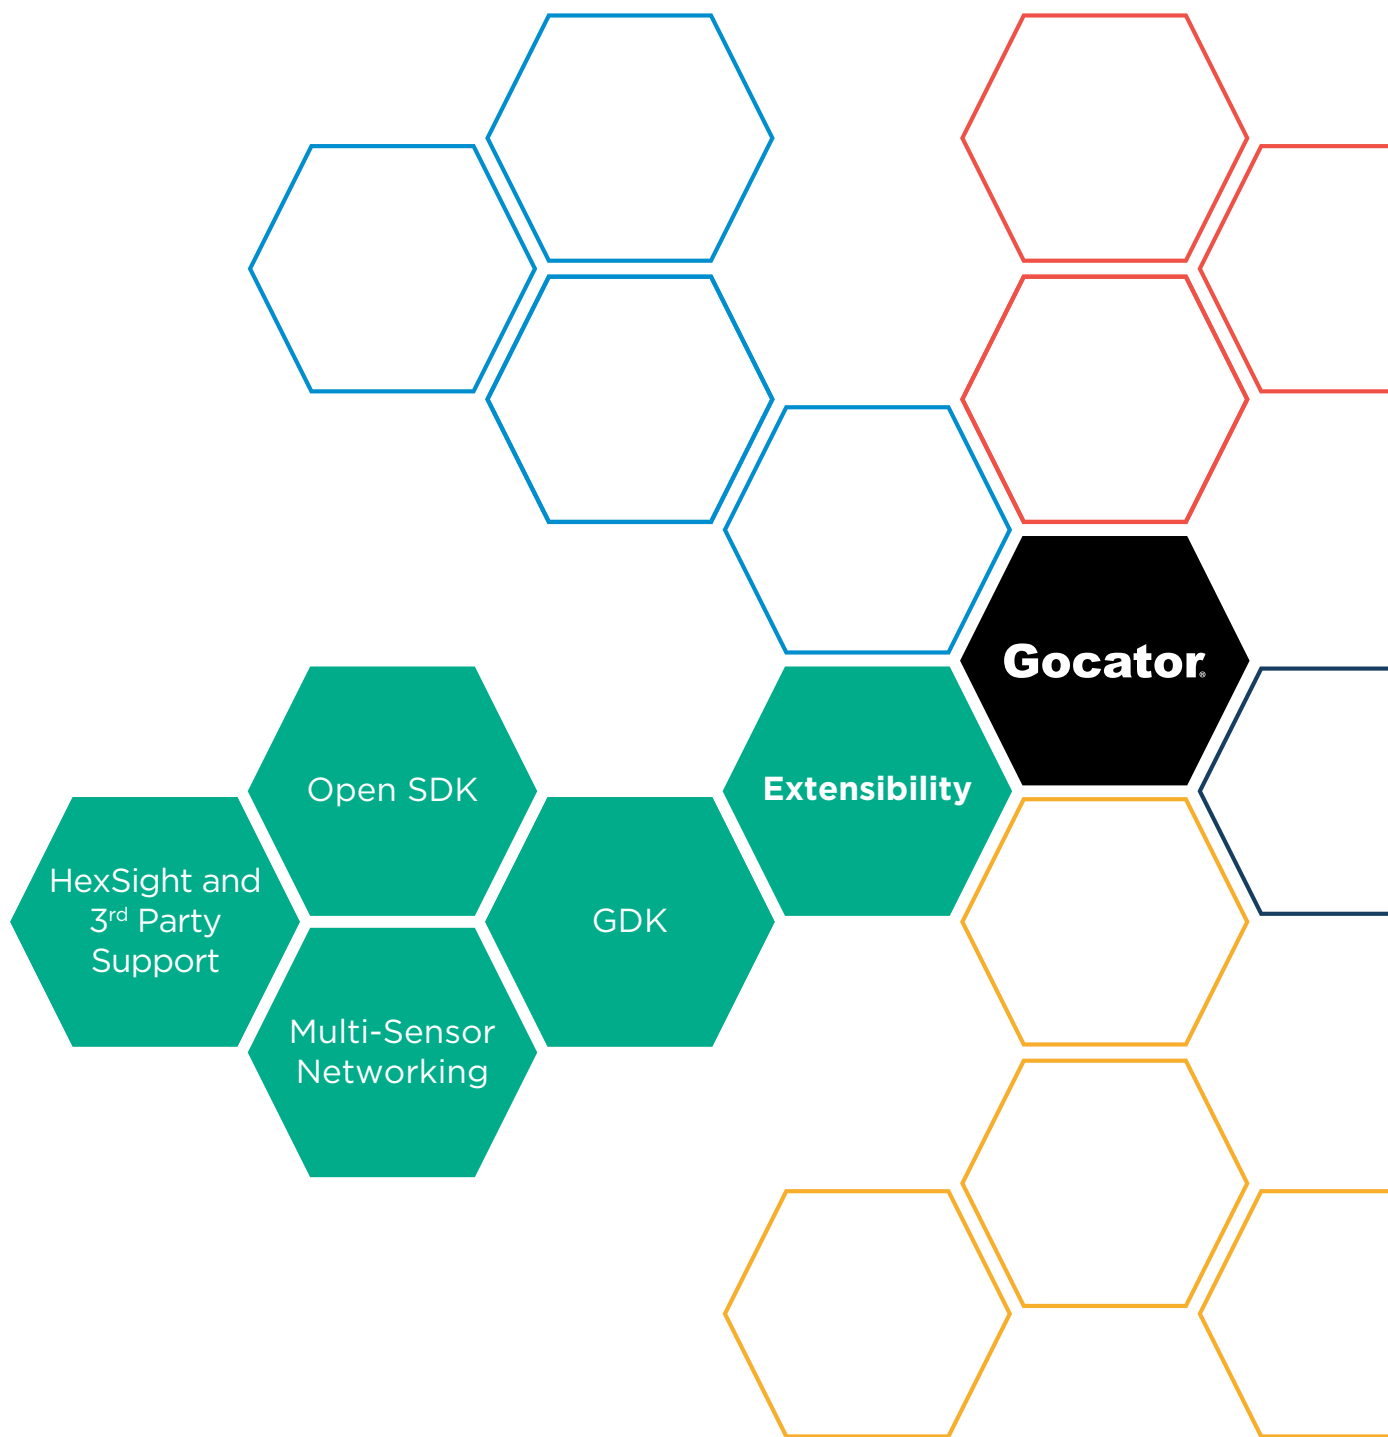 Gocator®
Extensibility
Open SDK
GDK
HexSight and
3rd Party
Support
Multi-Sensor
Networking